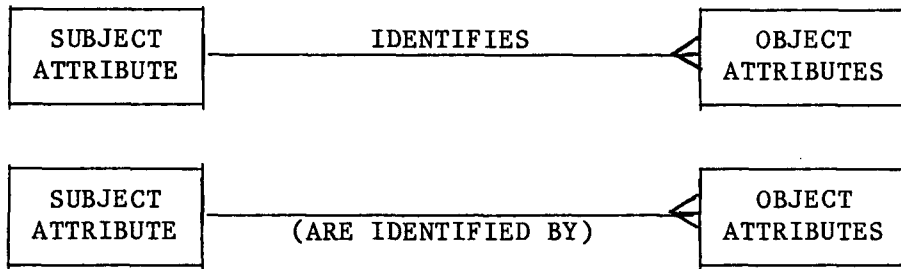 SUBJECT
ATTRIBUTE
IDENTIFIES
OBJECT
ATTRIBUTES
SUBJECT
ATTRIBUTE
(ARE IDENTIFIED BY)
OBJECT
ATTRIBUTES